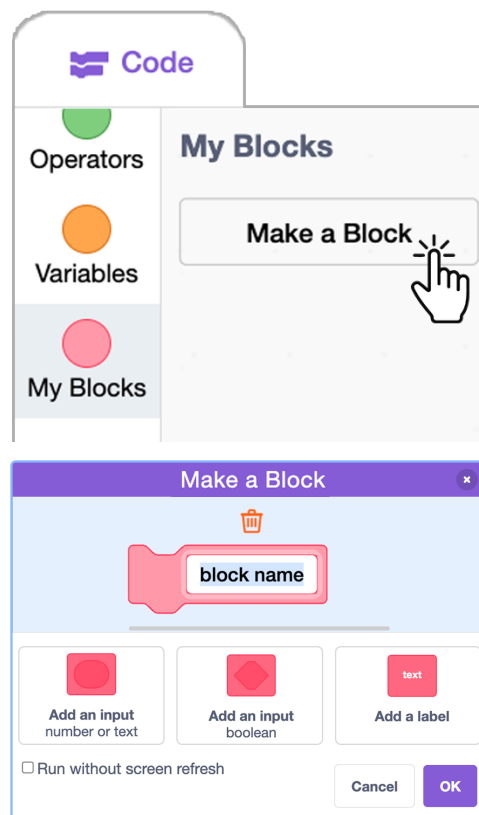 Code
Operators
Variables
My Blocks
My Blocks
Make a Block
Make a Block
block name
text
Add an input
number or text
Add an input
boolean
Add a label
Run without screen refresh
Cancel
OK